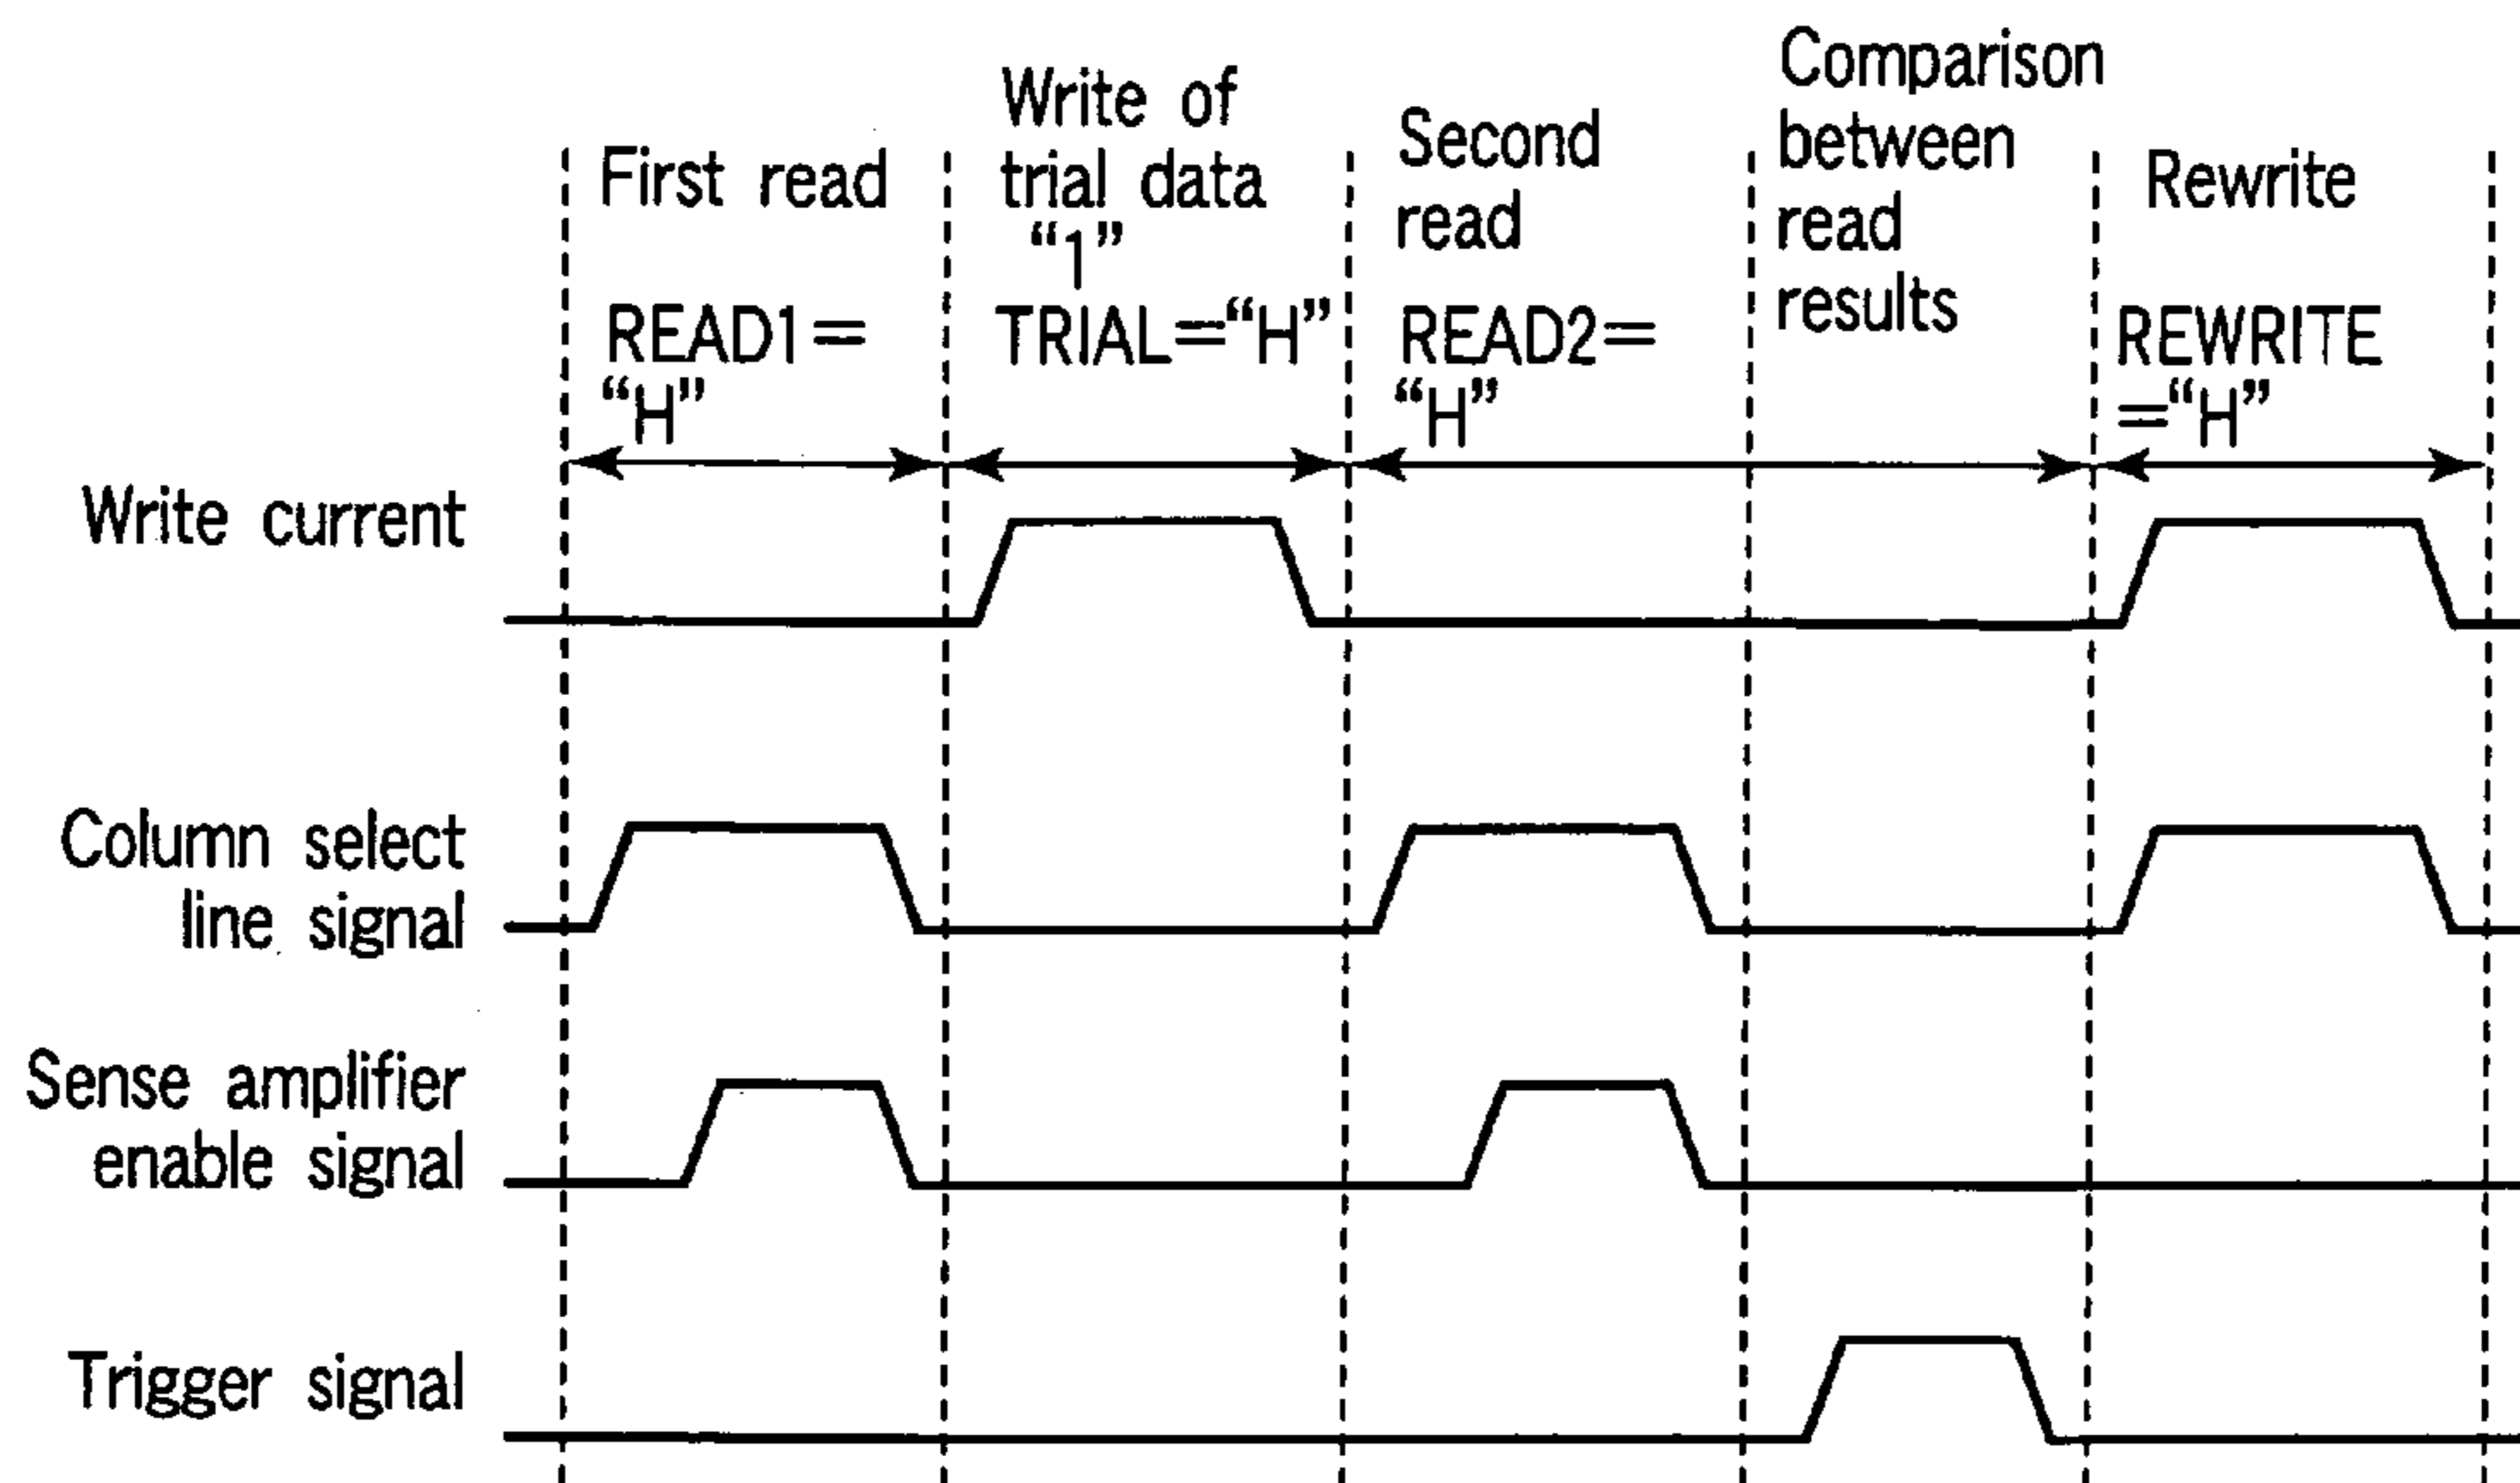 First read
READ1=
“H”
Write of
trial data
“1”
TRIAL=“H”
Second
read
READ2=
“H”
Comparison
between
read
results
Rewrite
REWRITE
=“H”
Write current
Column select
line signal
Sense amplifier
enable signal
Trigger signal